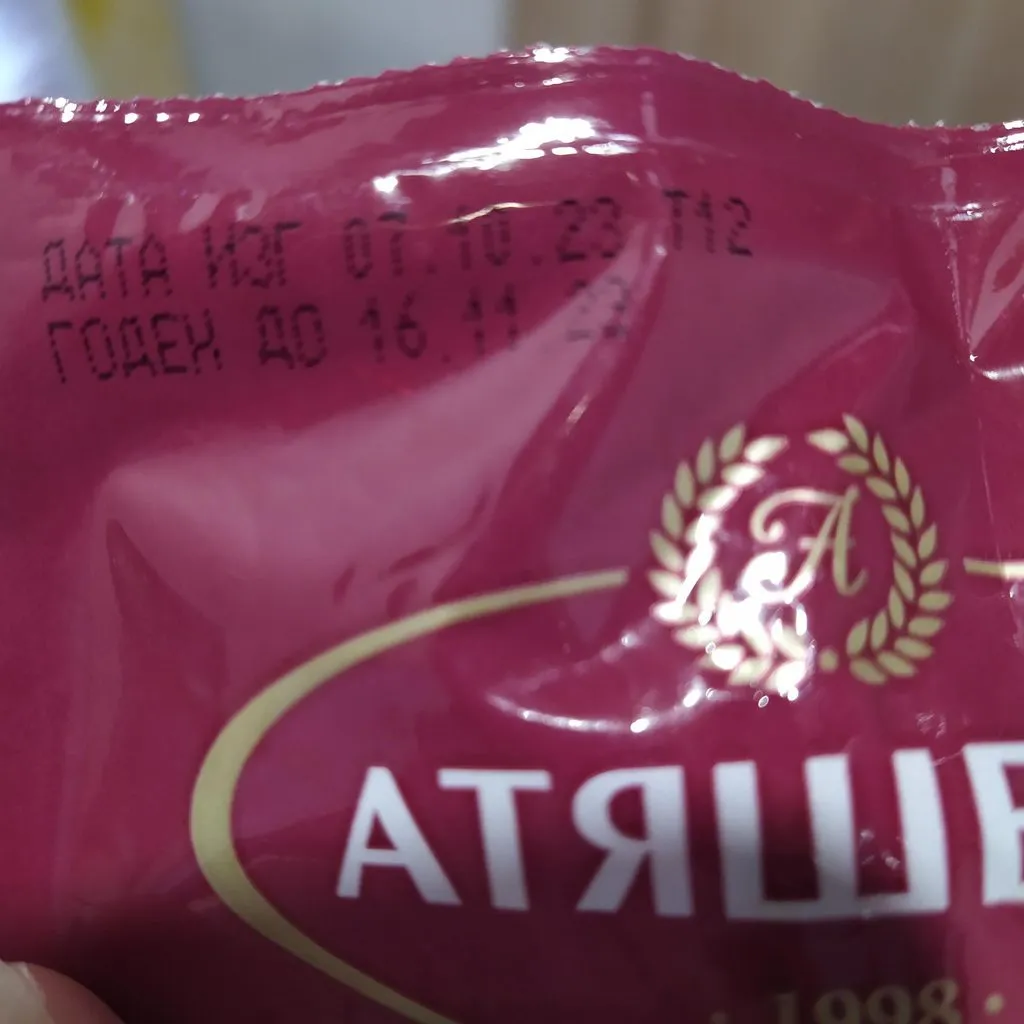 ДАТА ИЗГ 07.10.23 Т12
ГОДЕН ДО 16.11
А
АТЯШЕ
· 1998 ·